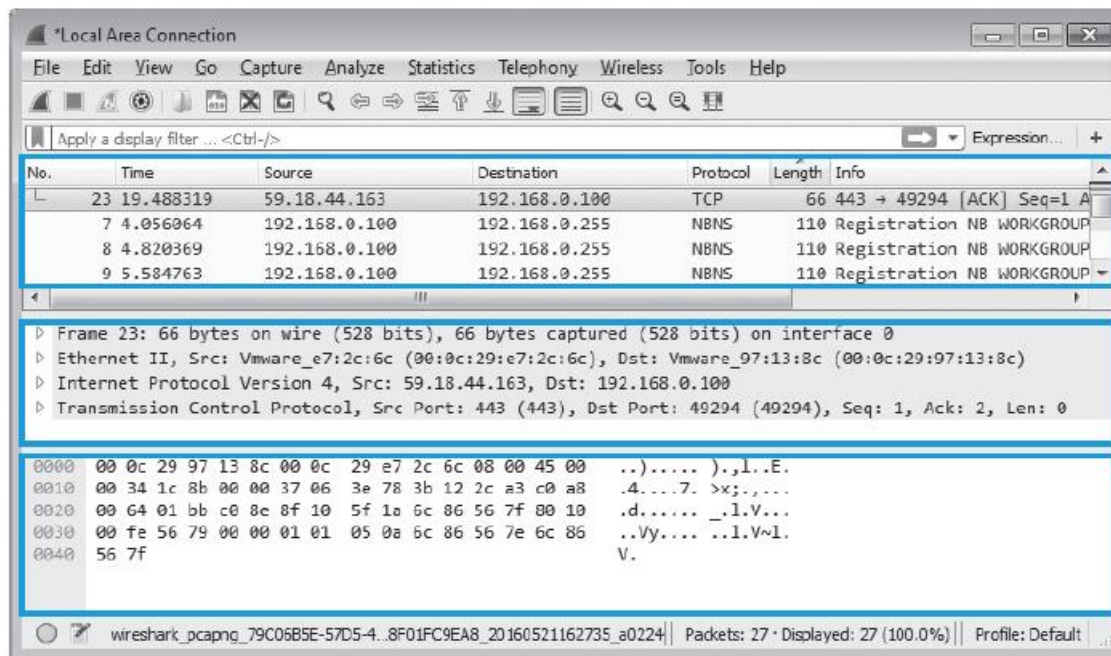 *Local Area Connection
File Edit View Go Capture Analyze Statistics Telephony Wireless Tools Help
Apply a display filter ... <Ctrl-/> Expression... +
No. Time Source Destination Protocol Length Info
23 19.488319 59.18.44.163 192.168.0.100 TCP 66 443 → 49294 [ACK] Seq=1 A
7 4.056064 192.168.0.100 192.168.0.255 NBNS 110 Registration NB WORKGROUP
8 4.820369 192.168.0.100 192.168.0.255 NBNS 110 Registration NB WORKGROUP
9 5.584763 192.168.0.100 192.168.0.255 NBNS 110 Registration NB WORKGROUP
Frame 23: 66 bytes on wire (528 bits), 66 bytes captured (528 bits) on interface 0
Ethernet II, Src: Vmware_e7:2c:6c (00:0c:29:e7:2c:6c), Dst: Vmware_97:13:8c (00:0c:29:97:13:8c)
Internet Protocol Version 4, Src: 59.18.44.163, Dst: 192.168.0.100
Transmission Control Protocol, Src Port: 443 (443), Dst Port: 49294 (49294), Seq: 1, Ack: 2, Len: 0
0000 00 0c 29 97 13 8c 00 0c 29 e7 2c 6c 08 00 45 00 ..)..... ).,l..E.
0010 00 34 1c 8b 00 00 37 06 3e 78 3b 12 2c a3 c0 a8 .4....7. >x;.,...
0020 00 64 01 bb c0 8e 8f 10 5f 1a 6c 86 56 7f 80 10 .d...... _.l.V...
0030 00 fe 56 79 00 00 01 01 05 0a 6c 86 56 7e 6c 86 ..Vy.... ..l.V~l.
0040 56 7f V.
wireshark_pcapng_79C06B5E-57D5-4..8F01FC9EA8_20160521162735_a0224 Packets: 27 · Displayed: 27 (100.0%) Profile: Default